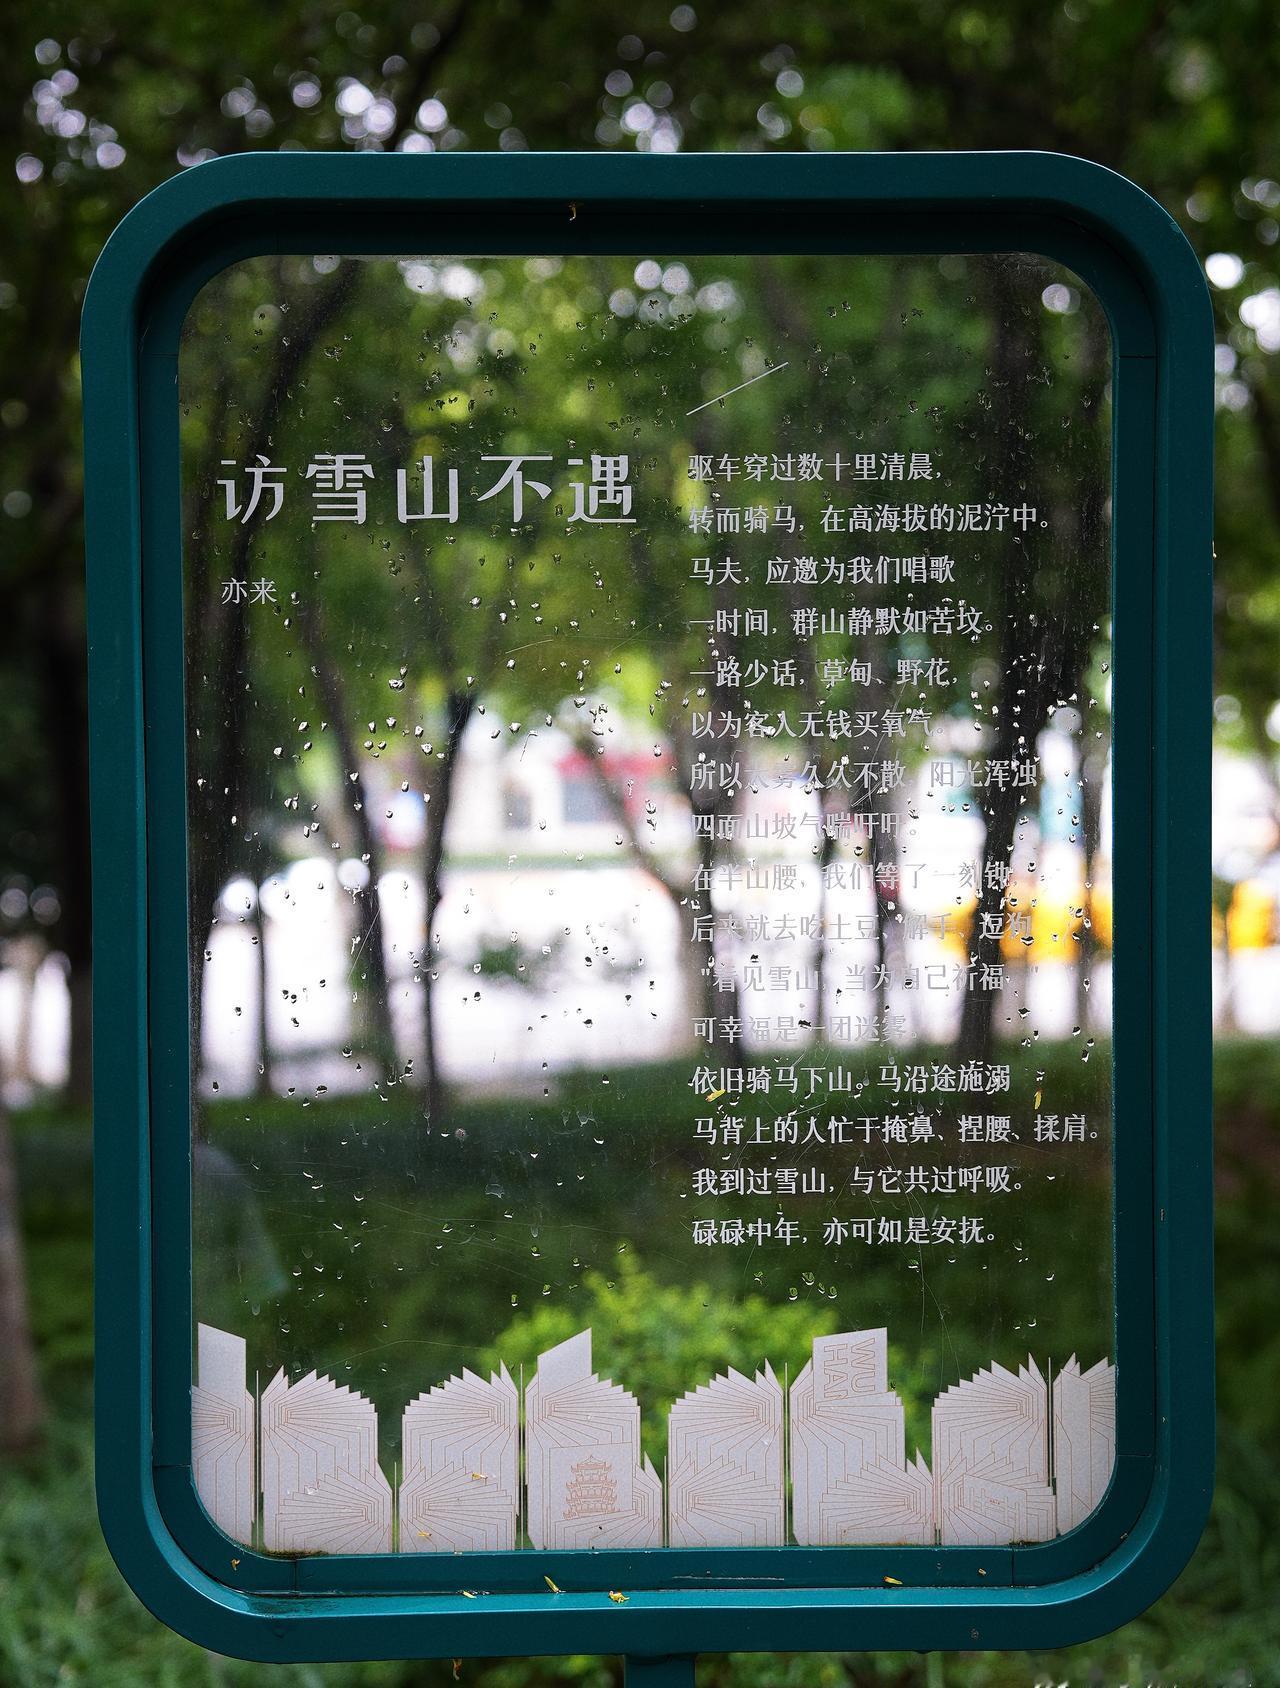 访雪山不遇
亦来
驱车穿过数十里清晨，
转而骑马，在高海拔的泥泞中。
马夫，应邀为我们唱歌
一时间，群山静默如苦坟。
一路少话，草甸、野花，
以为客人无钱买氧气。
所以大雾久久不散，阳光浑浊
四面山坡气喘吁吁。
在半山腰，我们等了一刻钟，
后来就去吃土豆、解手、逗狗
"看见雪山，当为自己祈福…"
可幸福是一团迷雾。
依旧骑马下山。马沿途施溺
马背上的人忙于掩鼻、捏腰、揉肩。
我到过雪山，与它共过呼吸。
碌碌中年，亦可如是安抚。
WU
HAN